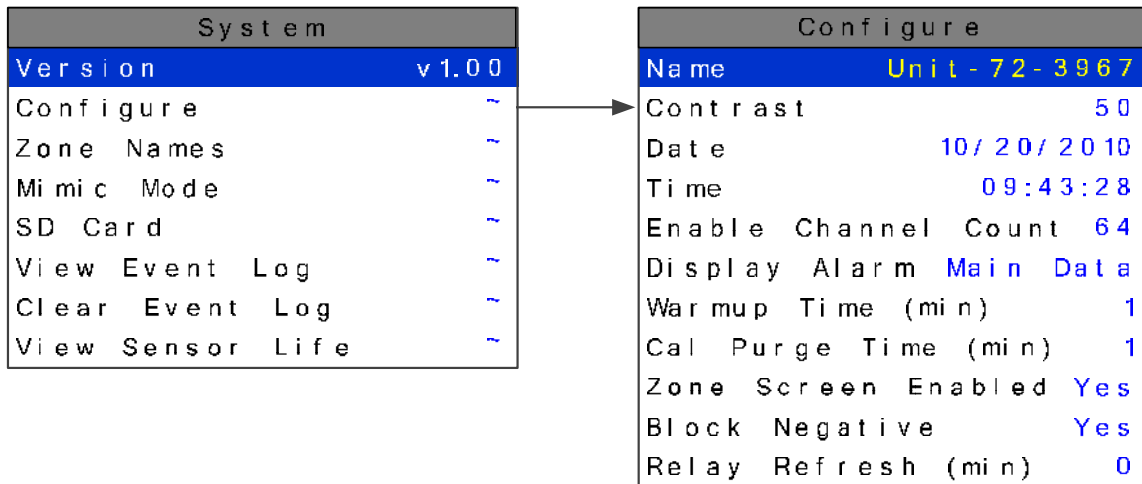 System
Version v1.00
Configure ~
Zone Names ~
Mimic Mode ~
SD Card ~
View Event Log ~
Clear Event Log ~
View Sensor Life ~
Configure
Name Unit-72-3967
Contrast 50
Date 10/20/2010
Time 09:43:28
Enable Channel Count 64
Display Alarm Main Data
Warmup Time (min) 1
Cal Purge Time (min) 1
Zone Screen Enabled Yes
Block Negative Yes
Relay Refresh (min) 0